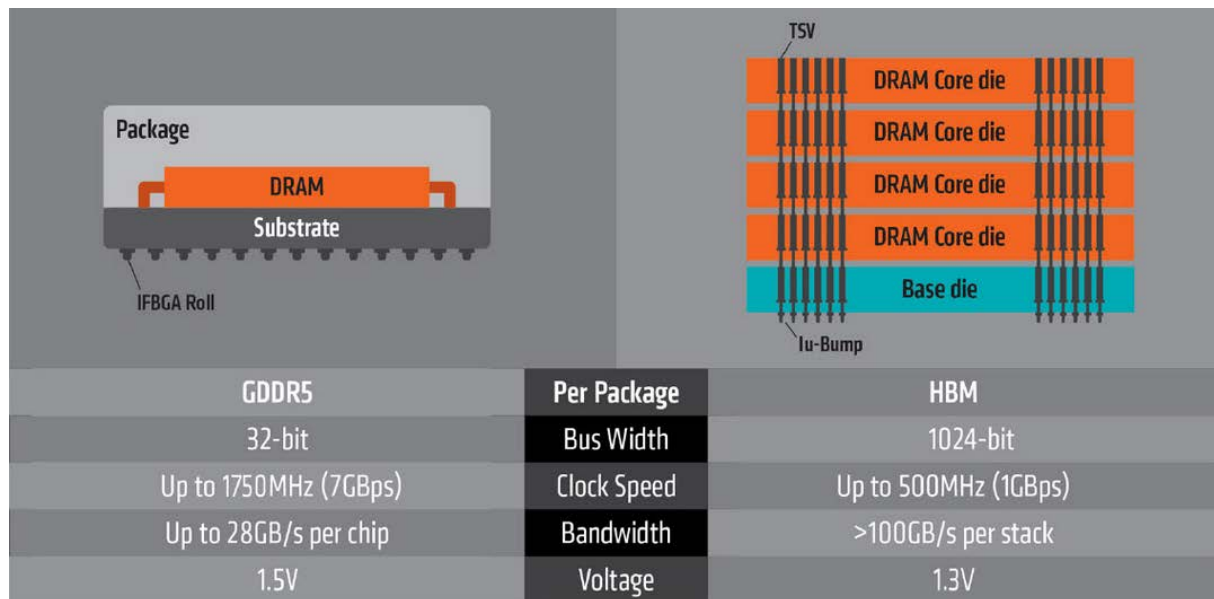 Package
DRAM
Substrate
IFBGA Roll
TSV
DRAM Core die
DRAM Core die
DRAM Core die
DRAM Core die
Base die
Iu-Bump
GDDR5 Per Package HBM
32-bit Bus Width 1024-bit
Up to 1750MHz (7GBps) Clock Speed Up to 500MHz (1GBps)
Up to 28GB/s per chip Bandwidth >100GB/s per stack
1.5V Voltage 1.3V